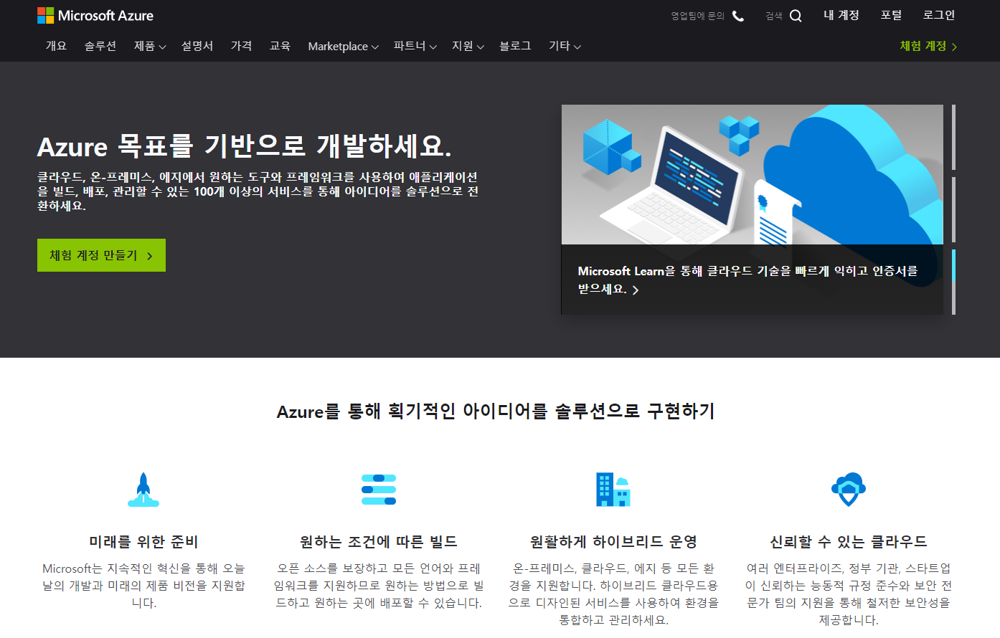 Microsoft Azure
영업팀에 문의
검색
내 계정
포털
로그인
개요
솔루션
제품
설명서
가격
교육
Marketplace
파트너
지원
블로그
기타
체험 계정
Azure 목표를 기반으로 개발하세요.
클라우드, 온-프레미스, 에지에서 원하는 도구와 프레임워크를 사용하여 애플리케이션
을 빌드, 배포, 관리할 수 있는 100개 이상의 서비스를 통해 아이디어를 솔루션으로 전
환하세요.
체험 계정 만들기
Microsoft Learn을 통해 클라우드 기술을 빠르게 익히고 인증서를
받으세요.
Azure를 통해 획기적인 아이디어를 솔루션으로 구현하기
미래를 위한 준비
Microsoft는 지속적인 혁신을 통해 오늘
날의 개발과 미래의 제품 비전을 지원합
니다.
원하는 조건에 따른 빌드
오픈 소스를 보장하고 모든 언어와 프레
임워크를 지원하므로 원하는 방법으로 빌
드하고 원하는 곳에 배포할 수 있습니다.
원활하게 하이브리드 운영
온-프레미스, 클라우드, 에지 등 모든 환
경을 지원합니다. 하이브리드 클라우드용
으로 디자인된 서비스를 사용하여 환경을
통합하고 관리하세요.
신뢰할 수 있는 클라우드
여러 엔터프라이즈, 정부 기관, 스타트업
이 신뢰하는 능동적 규정 준수와 보안 전
문가 팀의 지원을 통해 철저한 보안성을
제공합니다.